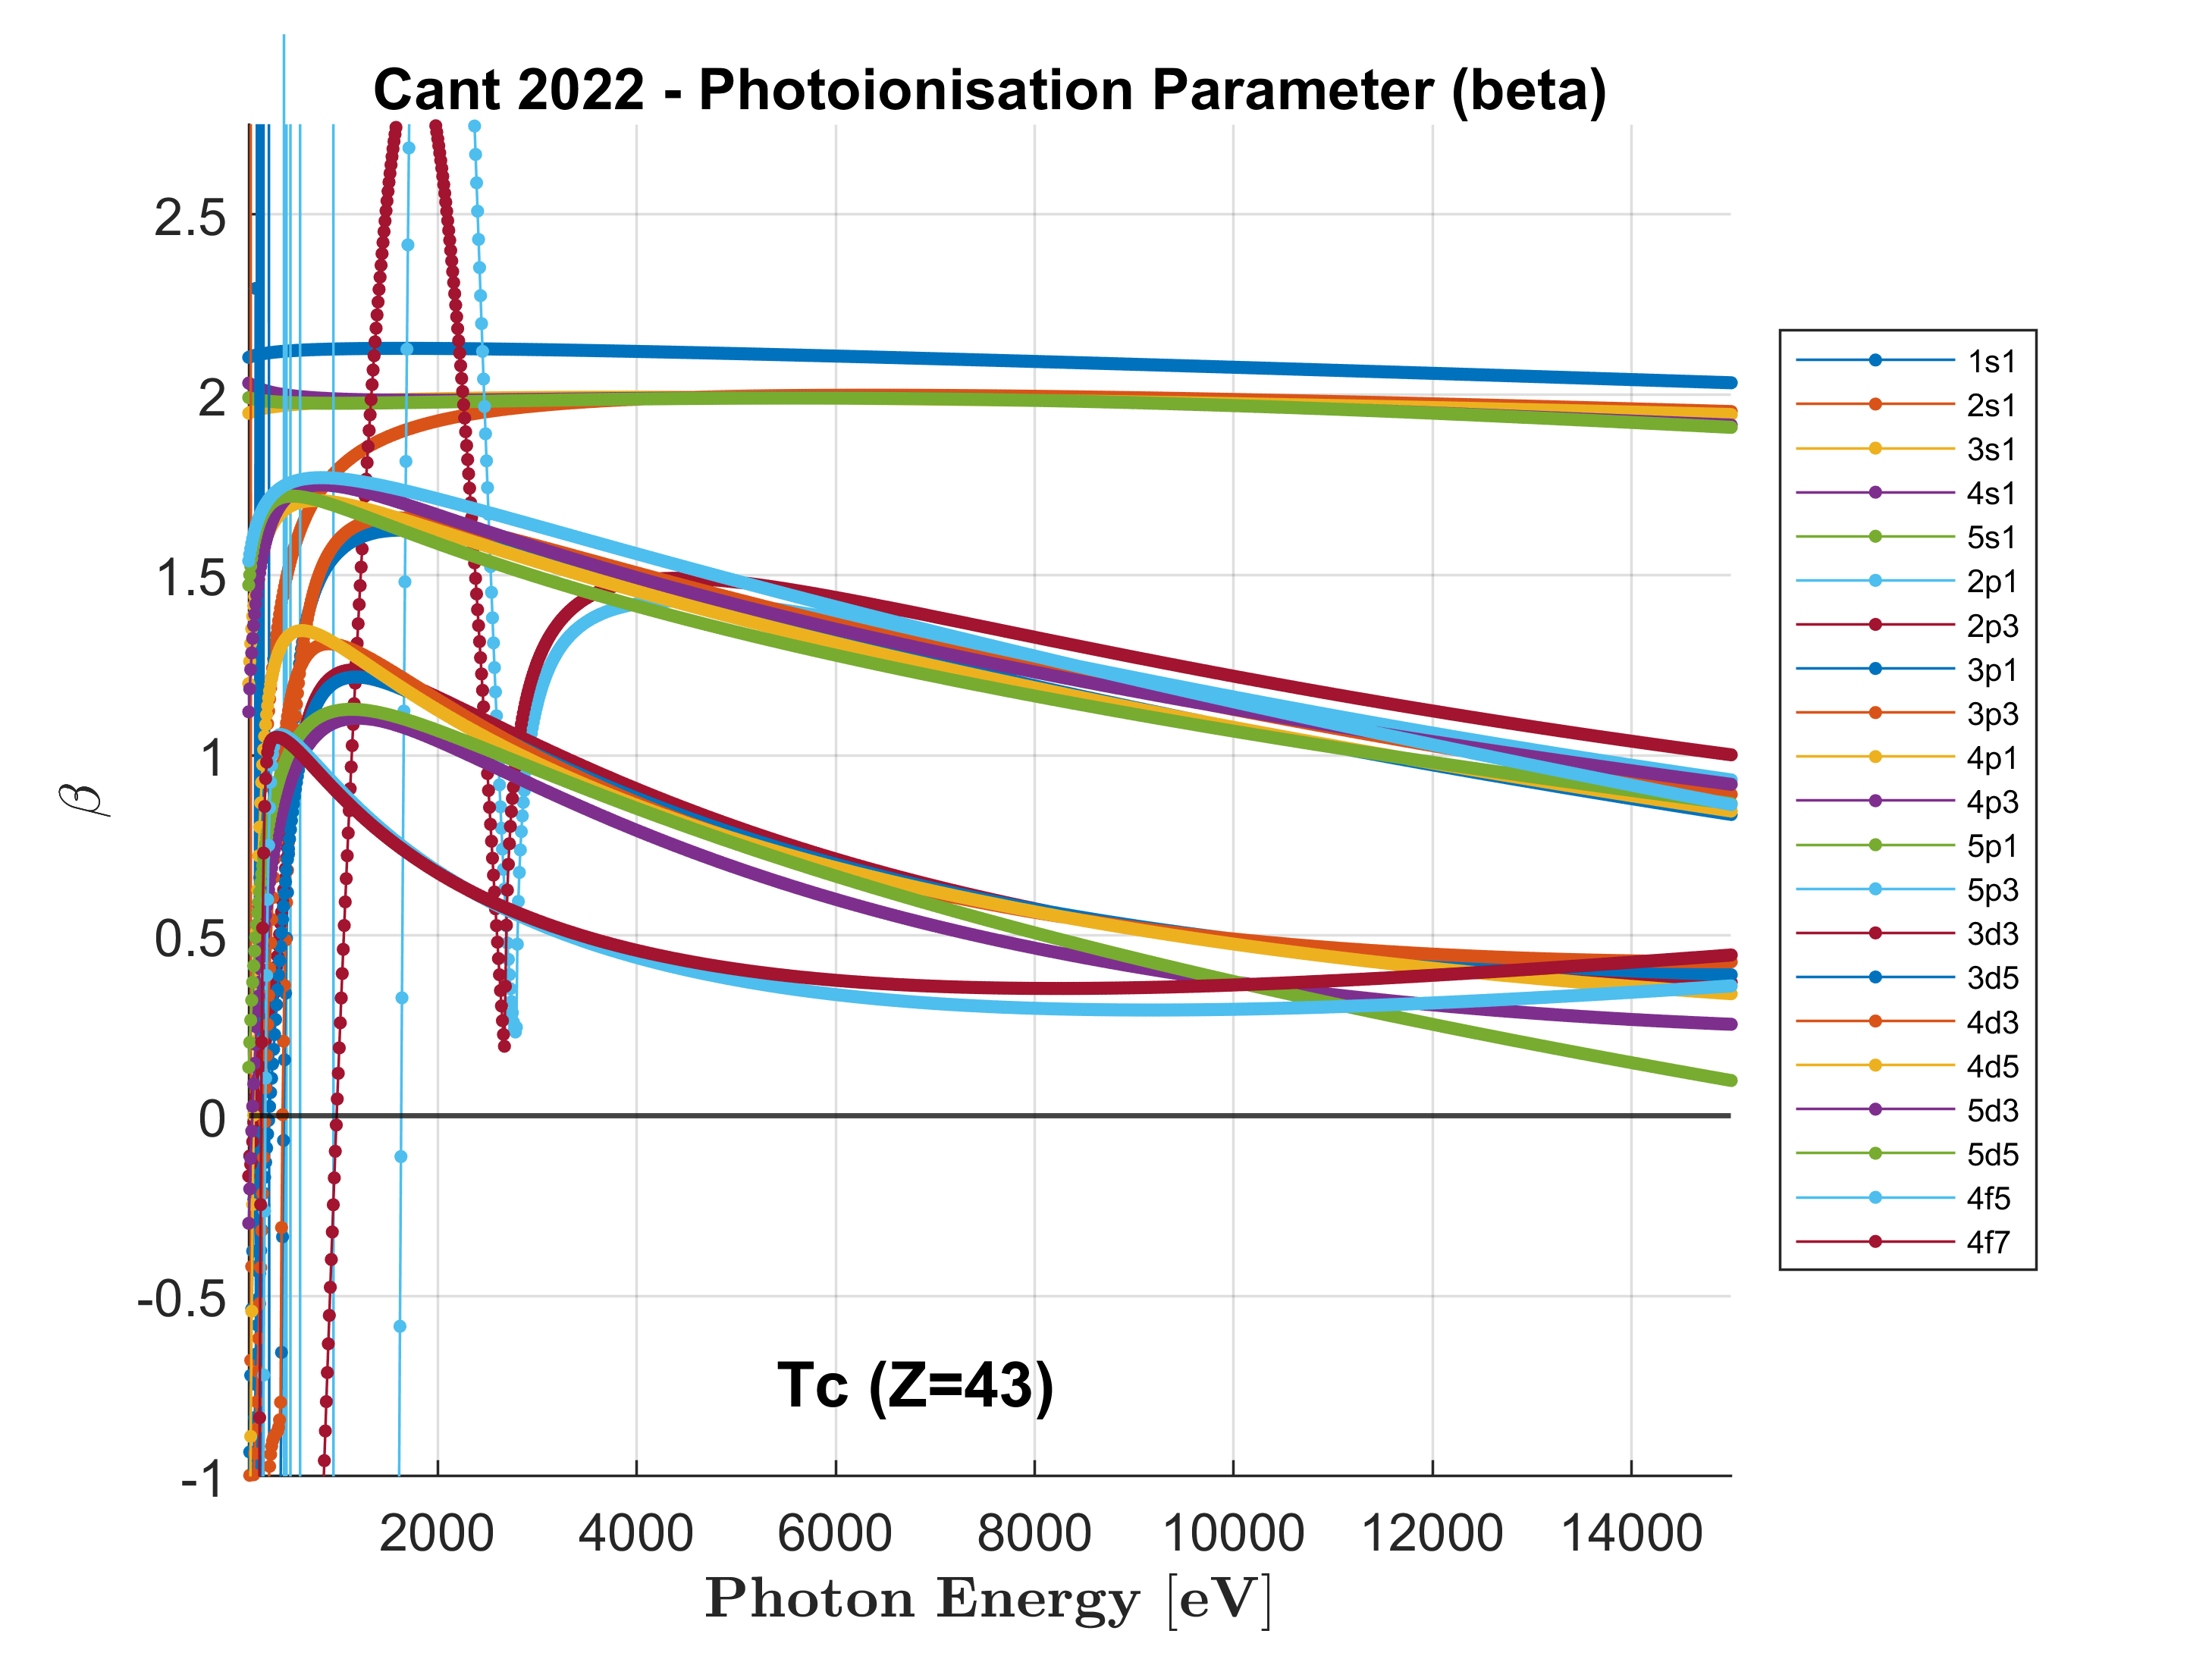 Cant 2022 - Photoionisation Parameter (beta)
2.5
2
1.5
1
0.5
0
-0.5
-1
β
2000 4000 6000 8000 10000 12000 14000
Photon Energy [eV]
Tc (Z=43)
1s1
2s1
3s1
4s1
5s1
2p1
2p3
3p1
3p3
4p1
4p3
5p1
5p3
3d3
3d5
4d3
4d5
5d3
5d5
4f5
4f7